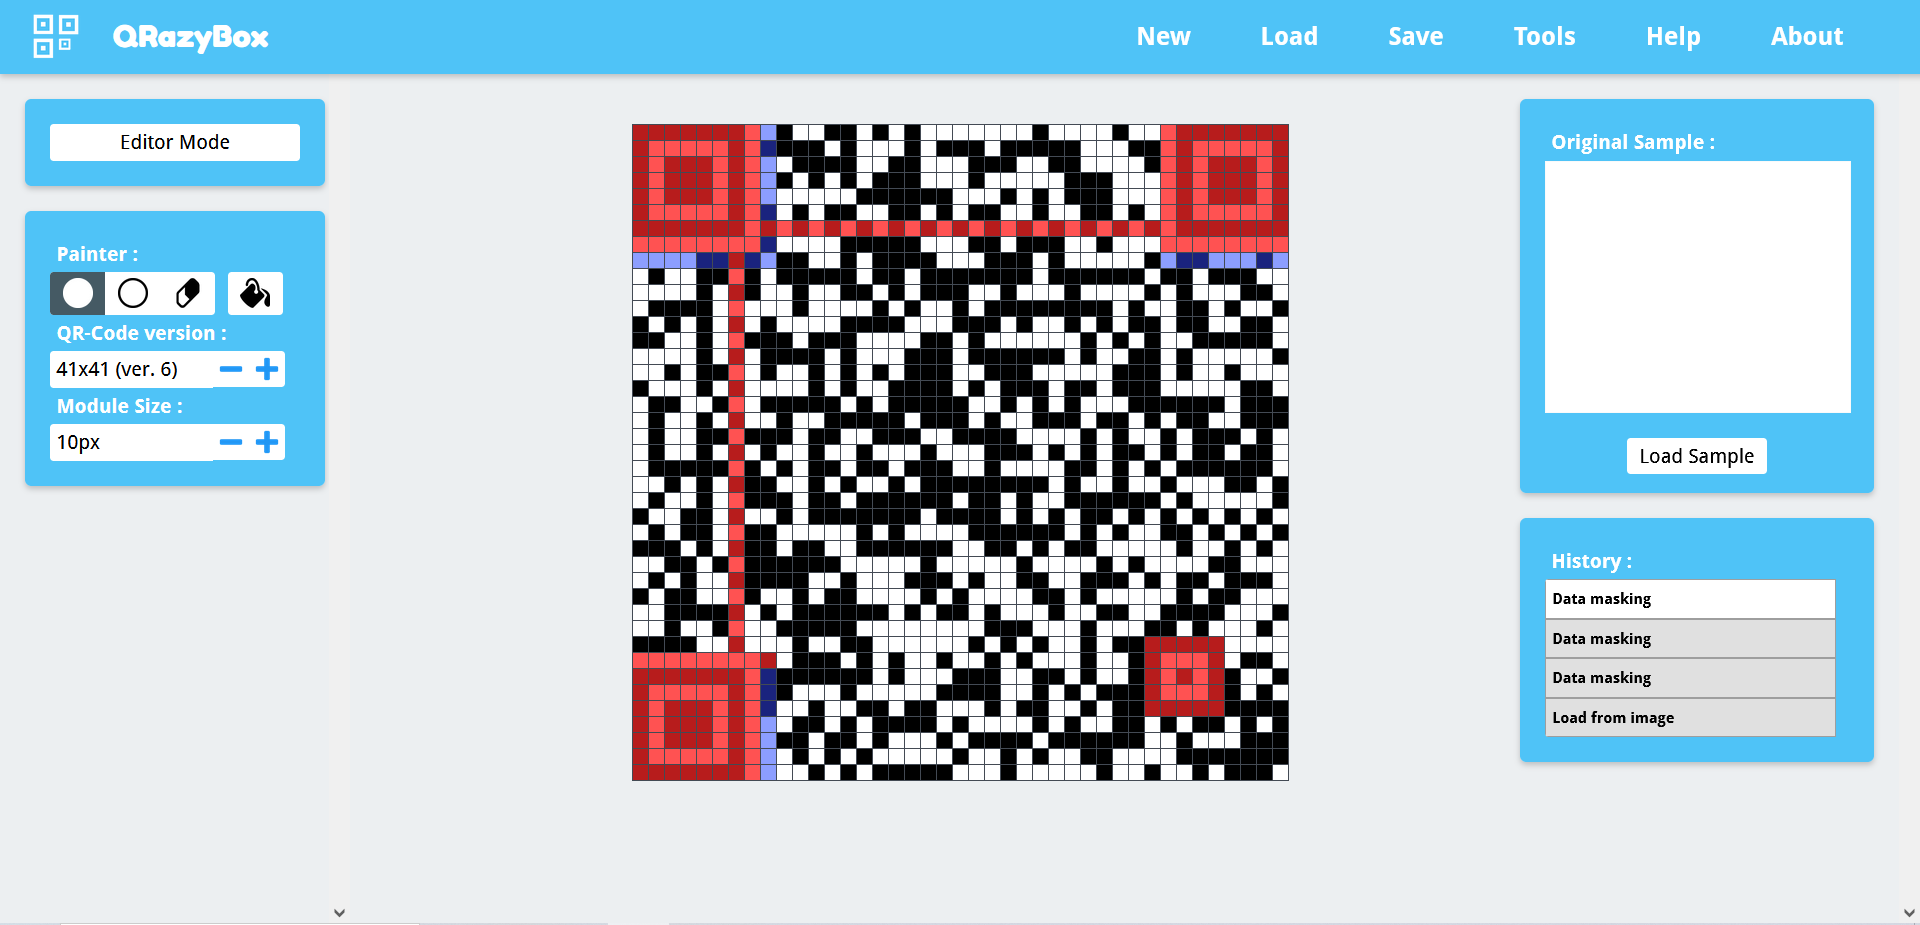 QRazyBox
New
Load
Save
Tools
Help
About
Editor Mode
Painter :
QR-Code version :
41x41 (ver. 6)
Module Size :
10px
Original Sample :
Load Sample
History :
Data masking
Data masking
Data masking
Load from image